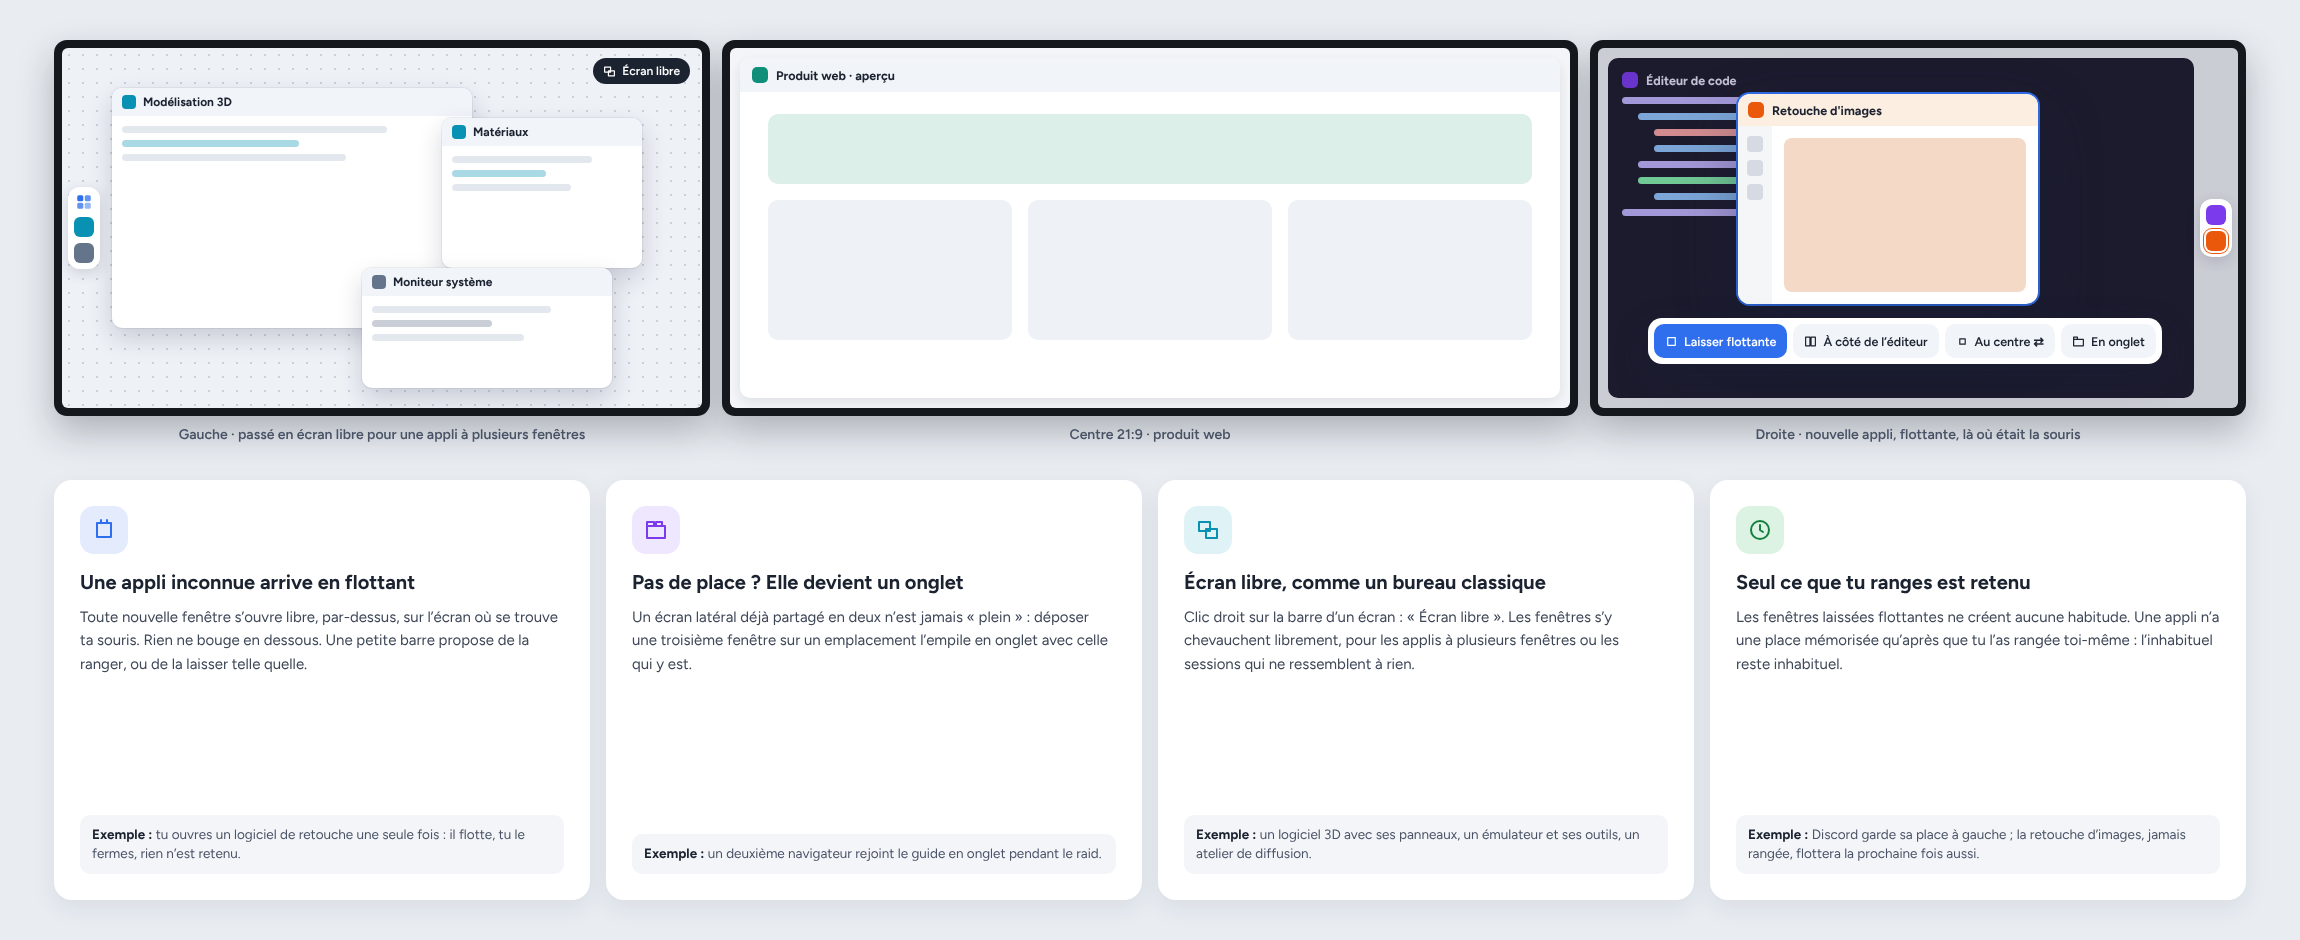 Écran libre
Modélisation 3D
Matériaux
Moniteur système
Produit web · aperçu
Éditeur de code
Retouche d'images
Laisser flottante
À côté de l’éditeur
Au centre ⇄
En onglet
Gauche · passé en écran libre pour une appli à plusieurs fenêtres
Centre 21:9 · produit web
Droite · nouvelle appli, flottante, là où était la souris
Une appli inconnue arrive en flottant
Toute nouvelle fenêtre s’ouvre libre, par-dessus, sur l’écran où se trouve
ta souris. Rien ne bouge en dessous. Une petite barre propose de la
ranger, ou de la laisser telle quelle.
Exemple : tu ouvres un logiciel de retouche une seule fois : il flotte, tu le
fermes, rien n’est retenu.
Pas de place ? Elle devient un onglet
Un écran latéral déjà partagé en deux n’est jamais « plein » : déposer
une troisième fenêtre sur un emplacement l’empile en onglet avec celle
qui y est.
Exemple : un deuxième navigateur rejoint le guide en onglet pendant le raid.
Écran libre, comme un bureau classique
Clic droit sur la barre d’un écran : « Écran libre ». Les fenêtres s’y
chevauchent librement, pour les applis à plusieurs fenêtres ou les
sessions qui ne ressemblent à rien.
Exemple : un logiciel 3D avec ses panneaux, un émulateur et ses outils, un
atelier de diffusion.
Seul ce que tu ranges est retenu
Les fenêtres laissées flottantes ne créent aucune habitude. Une appli n’a
une place mémorisée qu’après que tu l’as rangée toi-même : l’inhabituel
reste inhabituel.
Exemple : Discord garde sa place à gauche ; la retouche d’images, jamais
rangée, flottera la prochaine fois aussi.